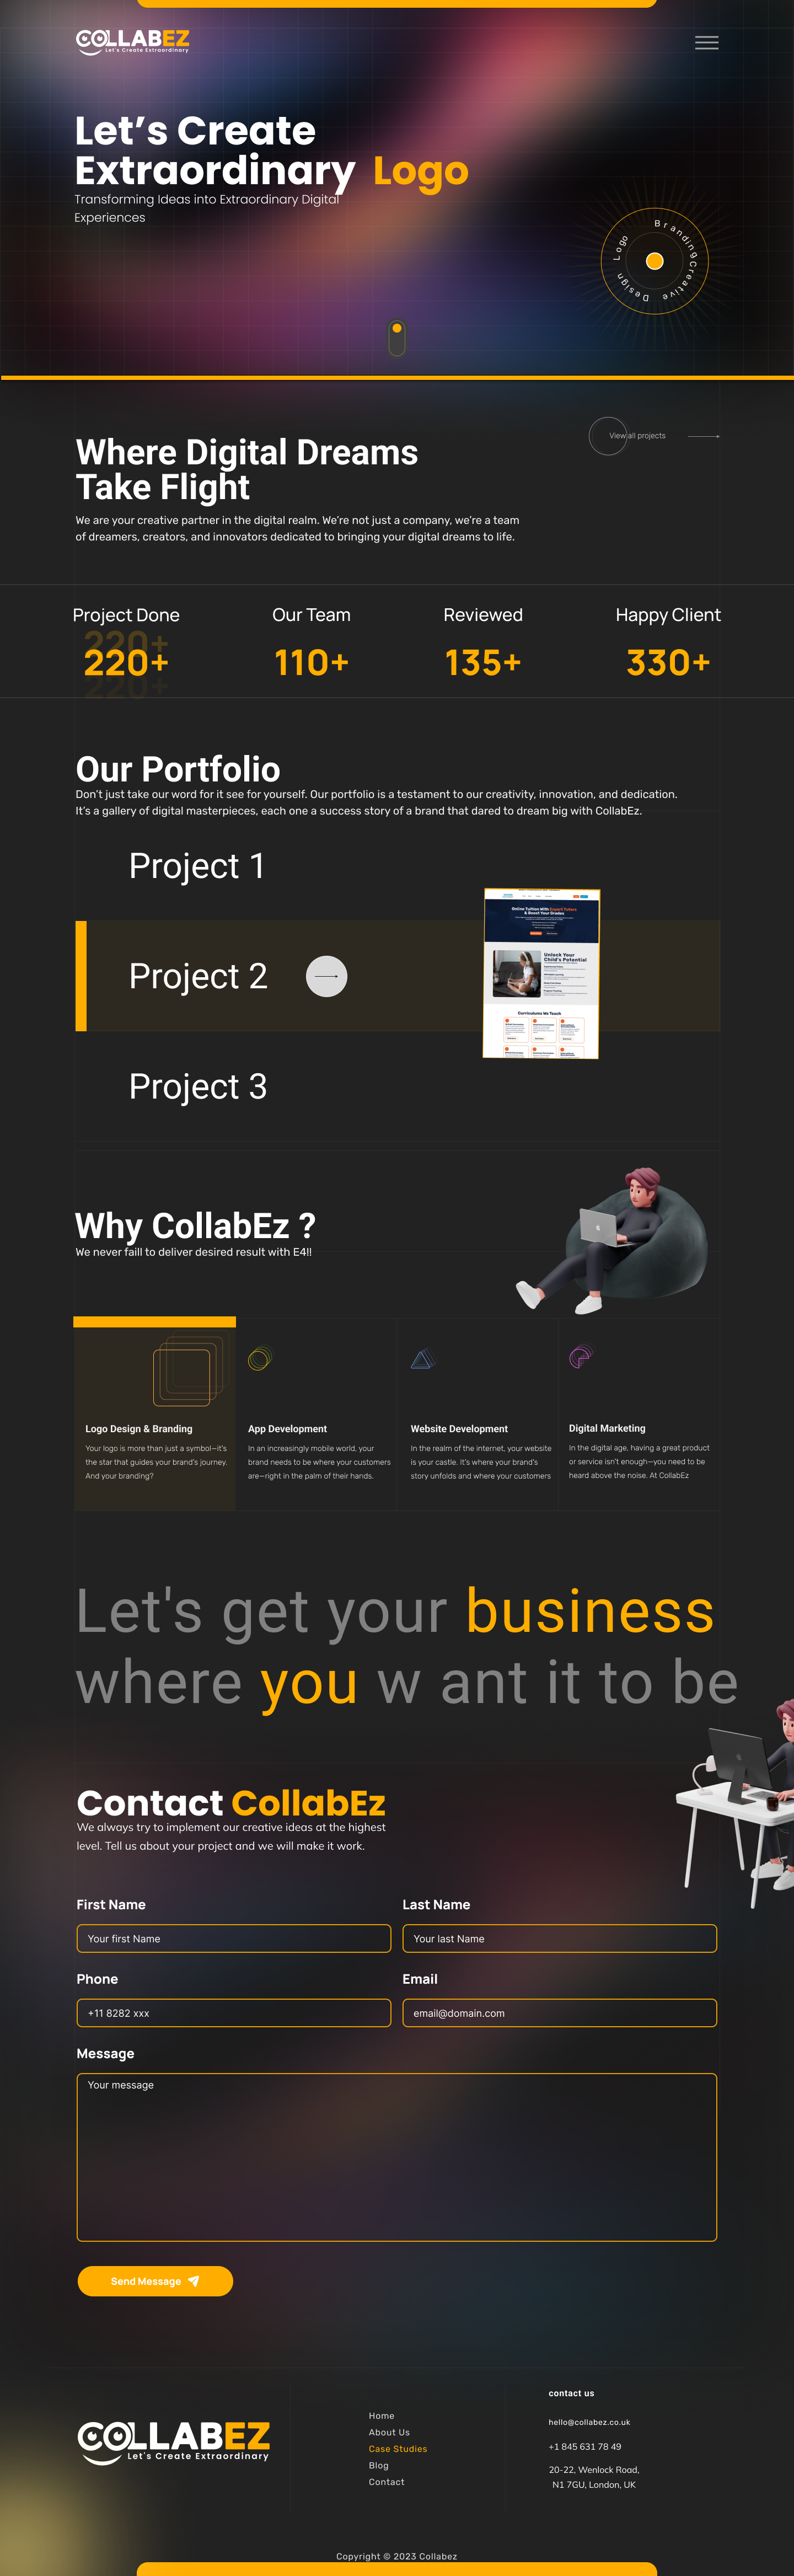 COLLABEZ
Let's Create Extraordinary
Let’s Create
Extraordinary Logo
Transforming Ideas into Extraordinary Digital
Experiences
Branding Creative Design Logo
Where Digital Dreams
Take Flight
View all projects
We are your creative partner in the digital realm. We’re not just a company, we’re a team
of dreamers, creators, and innovators dedicated to bringing your digital dreams to life.
Project Done
Our Team
Reviewed
Happy Client
220+
220+
220+
110+
135+
330+
Our Portfolio
Don’t just take our word for it see for yourself. Our portfolio is a testament to our creativity, innovation, and dedication.
It’s a gallery of digital masterpieces, each one a success story of a brand that dared to dream big with CollabEz.
Project 1
Project 2
Online Tuition With Expert Tutors
& Boost Your Grades
Unlock Your
Child's Potential
Curriculums We Teach
Project 3
Why CollabEz ?
We never faill to deliver desired result with E4!!
Logo Design & Branding
Your logo is more than just a symbol—it's
the star that guides your brand's journey.
And your branding?
App Development
In an increasingly mobile world, your
brand needs to be where your customers
are—right in the palm of their hands.
Website Development
In the realm of the internet, your website
is your castle. It's where your brand's
story unfolds and where your customers
Digital Marketing
In the digital age, having a great product
or service isn't enough—you need to be
heard above the noise. At CollabEz
Let's get your business
where you w ant it to be
Contact CollabEz
We always try to implement our creative ideas at the highest
level. Tell us about your project and we will make it work.
First Name
Last Name
Your first Name
Your last Name
Phone
Email
+11 8282 xxx
email@domain.com
Message
Your message
Send Message
COLLABEZ
Let's Create Extraordinary
Home
About Us
Case Studies
Blog
Contact
contact us
hello@collabez.co.uk
+1 845 631 78 49
20-22, Wenlock Road,
N1 7GU, London, UK
Copyright © 2023 Collabez